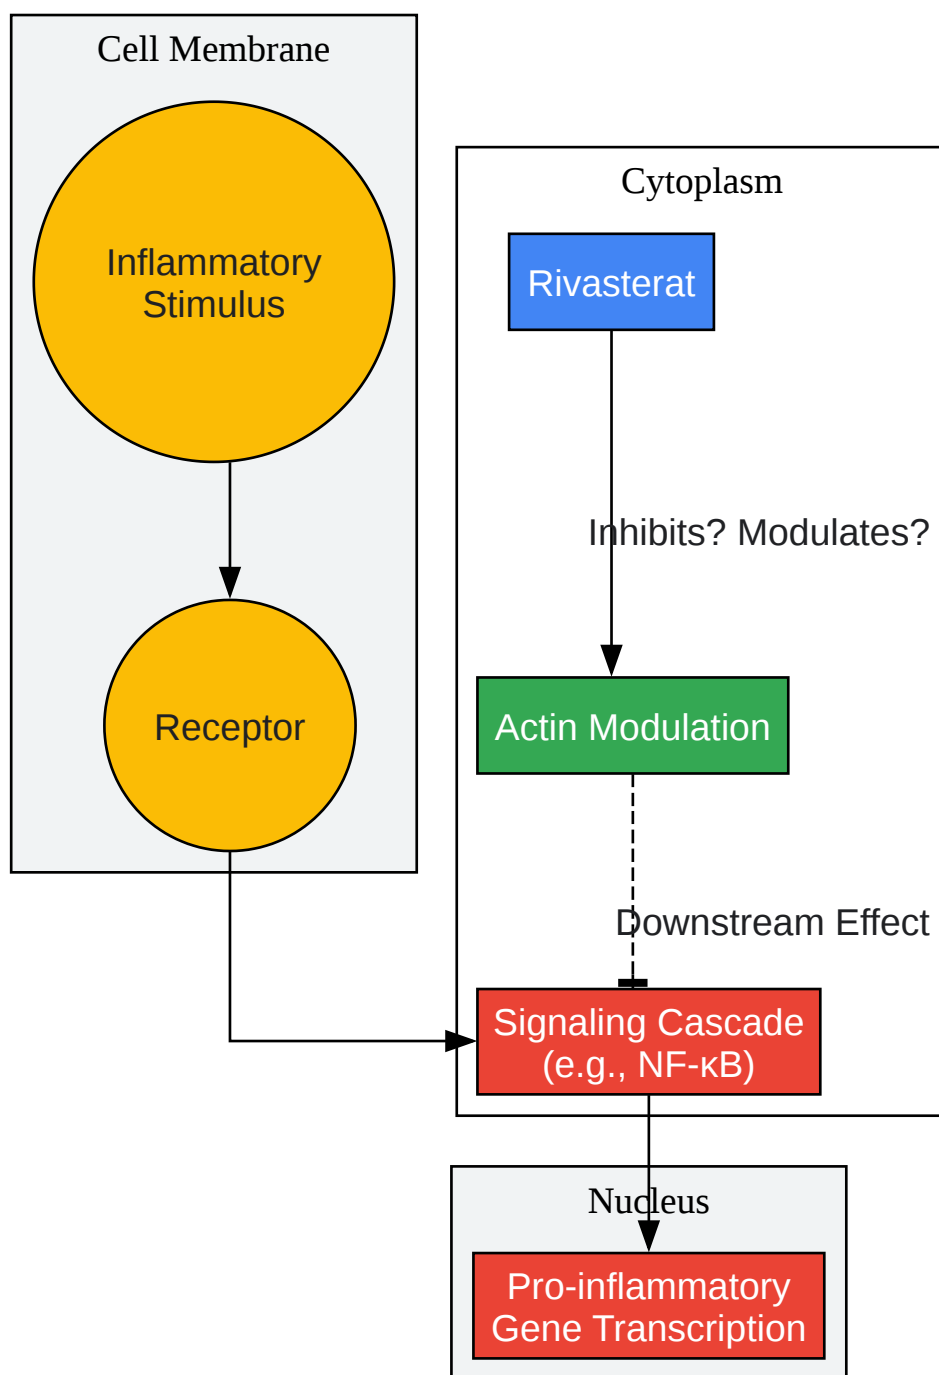 Cell Membrane
Inflammatory
Stimulus
Receptor
Cytoplasm
Rivasterat
Inhibits? Modulates?
Actin Modulation
Downstream Effect
Signaling Cascade
(e.g., NF-κB)
Nucleus
Pro-inflammatory
Gene Transcription